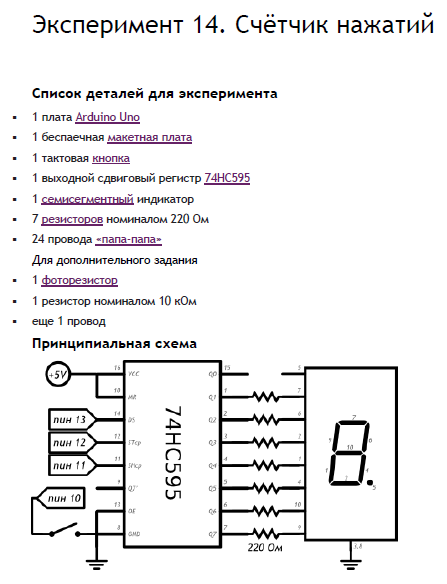 Эксперимент 14. Счётчик нажатий
Список деталей для эксперимента
1 плата Arduino Uno
1 беспаечная макетная плата
1 тактовая кнопка
1 выходной сдвиговый регистр 74HC595
1 семисегментный индикатор
7 резисторов номиналом 220 Ом
24 провода «папа-папа»
Для дополнительного задания
1 фоторезистор
1 резистор номиналом 10 кОм
еще 1 провод
Принципиальная схема
+5V 16 VCC Q0 15
10 MR Q1 1
пин 13 14 DS Q2 2
пин 12 STcp Q3 3
пин 11 11 SHcp Q4 4
9 Q7' Q5 5
пин 10 13 OE Q6 6
8 GND Q7 7
74HC595
7
6
10
5
220 Ом
3,8